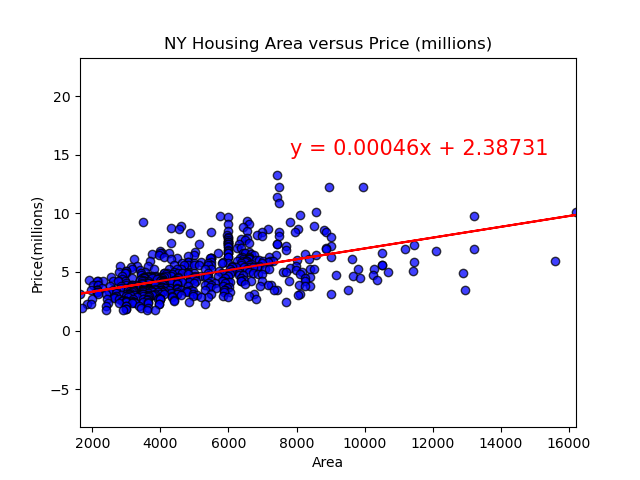 NY Housing Area versus Price (millions)
20
15
10
5
0
−5
Price(millions)
y = 0.00046x + 2.38731
2000 4000 6000 8000 10000 12000 14000 16000
Area